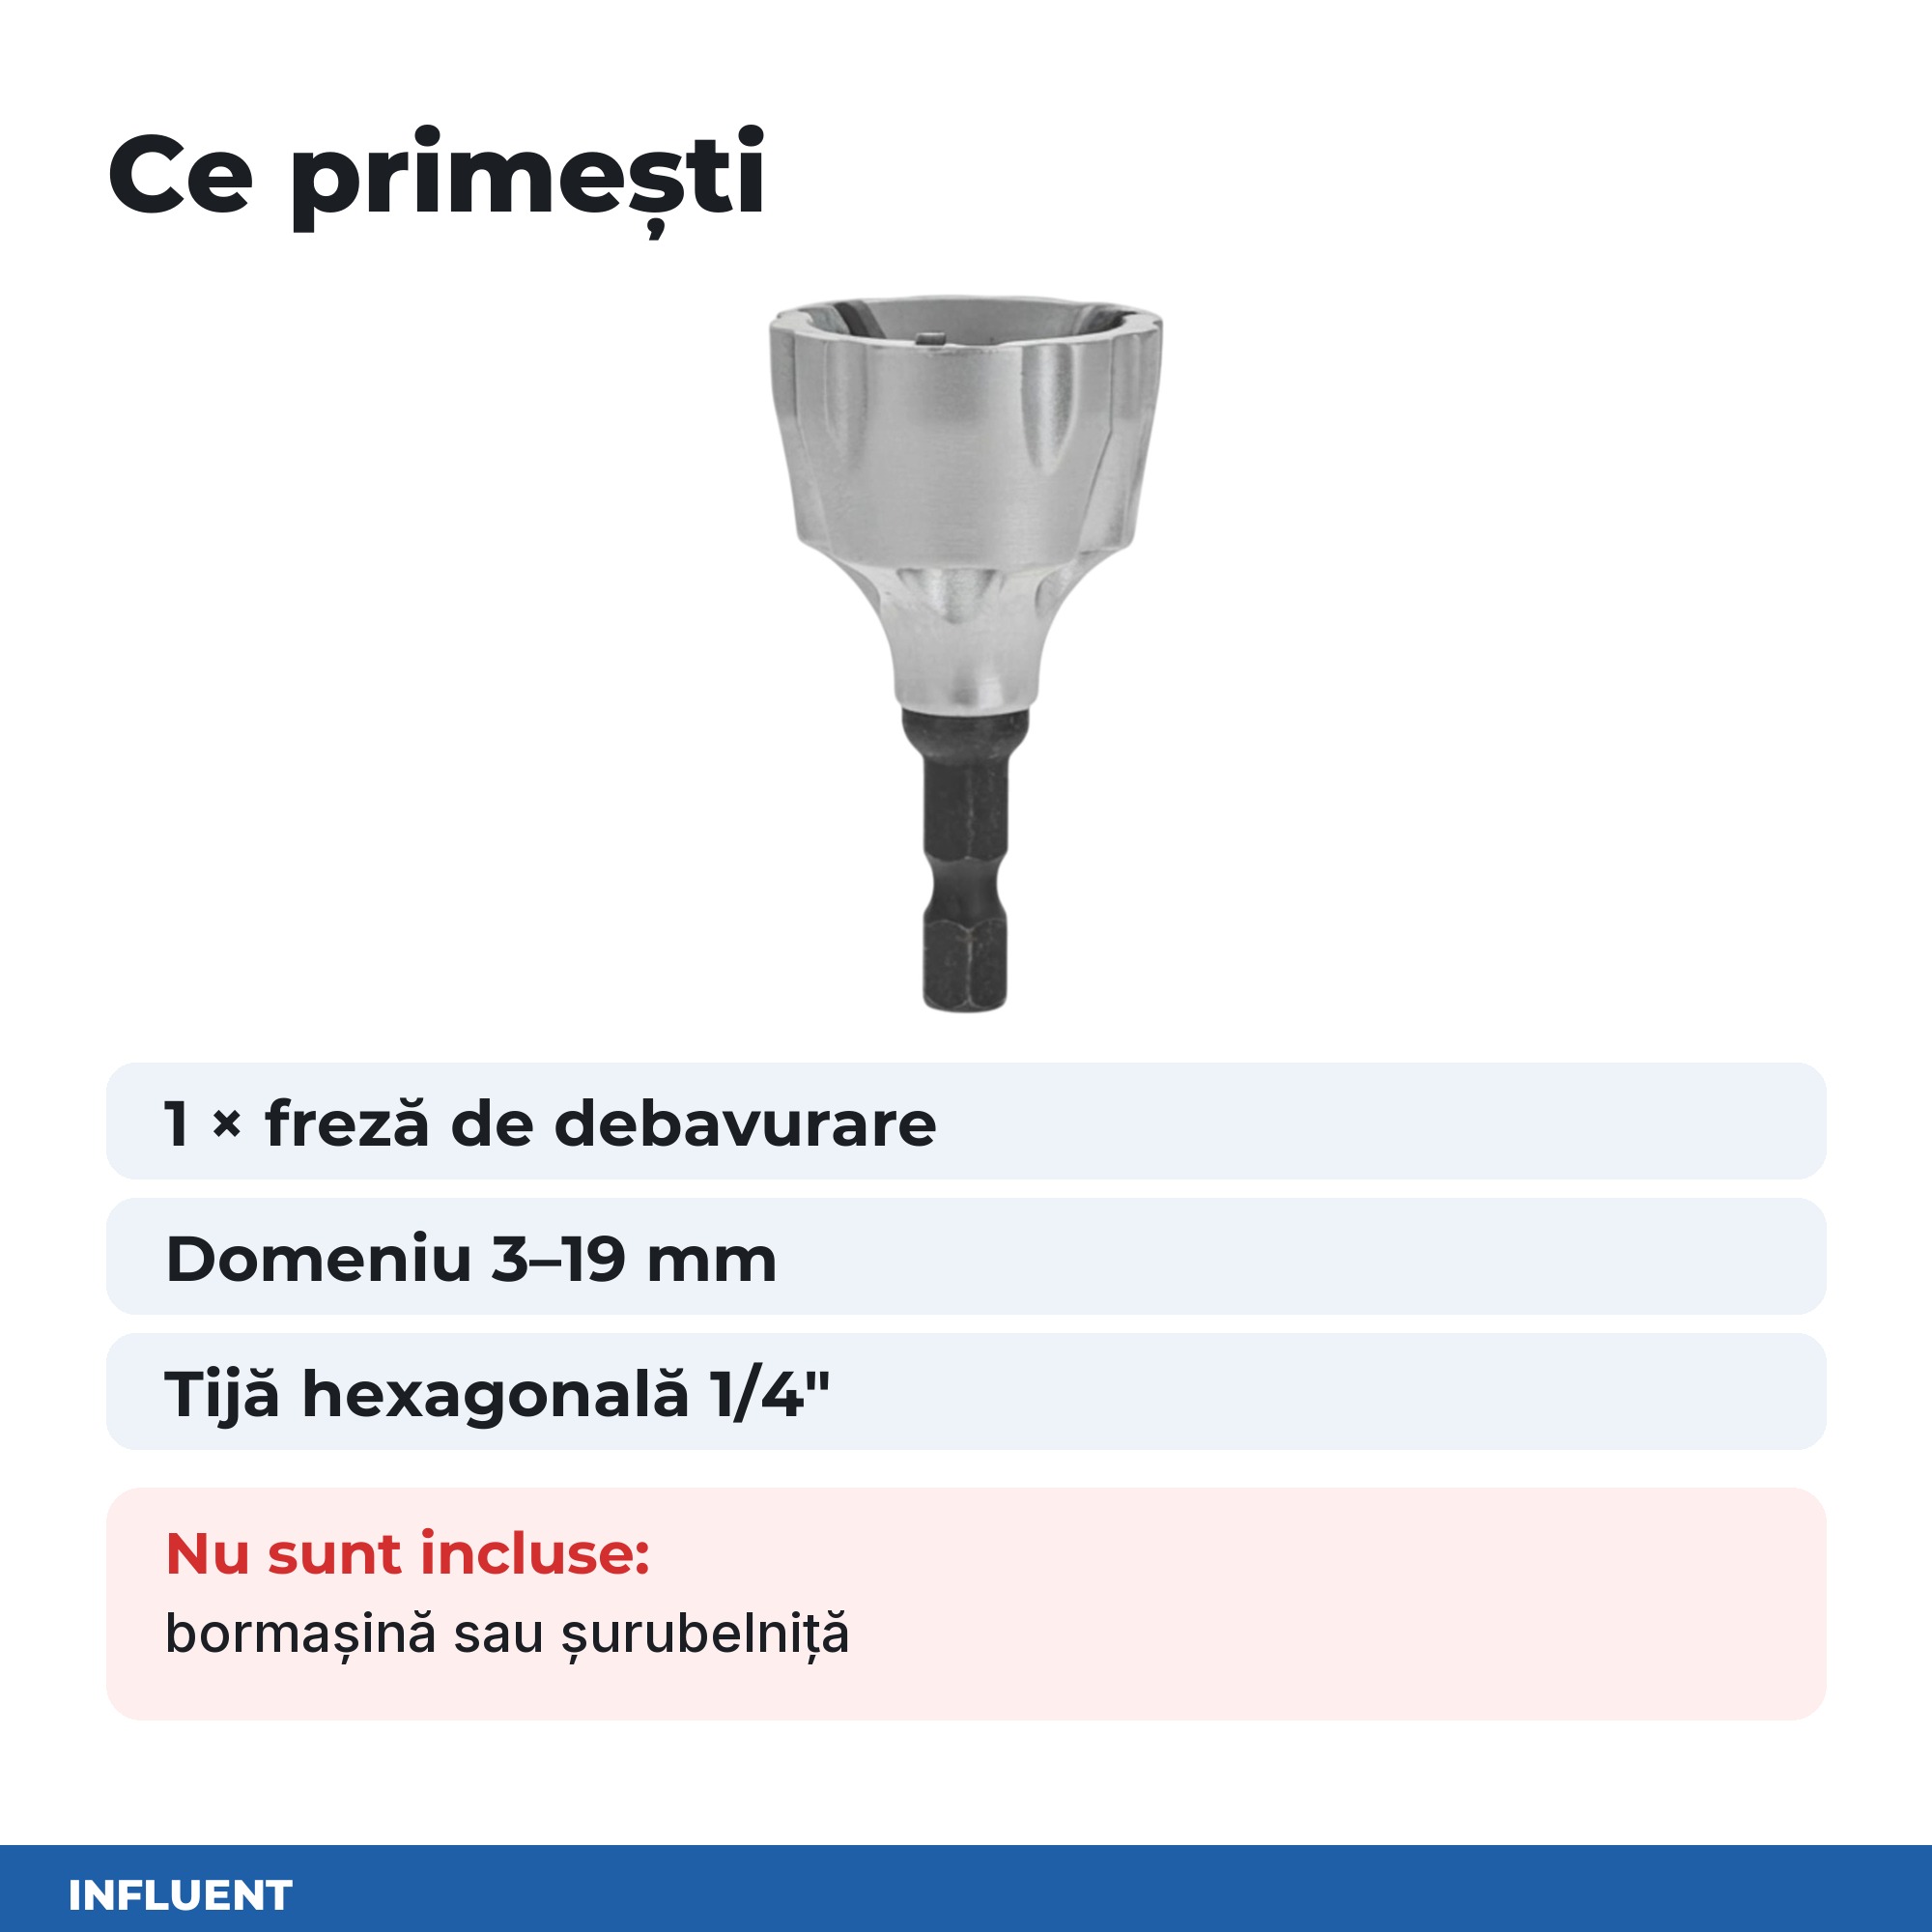 Ce primești
1 × freză de debavurare
Domeniu 3–19 mm
Tijă hexagonală 1/4"
Nu sunt incluse:
bormașină sau șurubelniță
INFLUENT